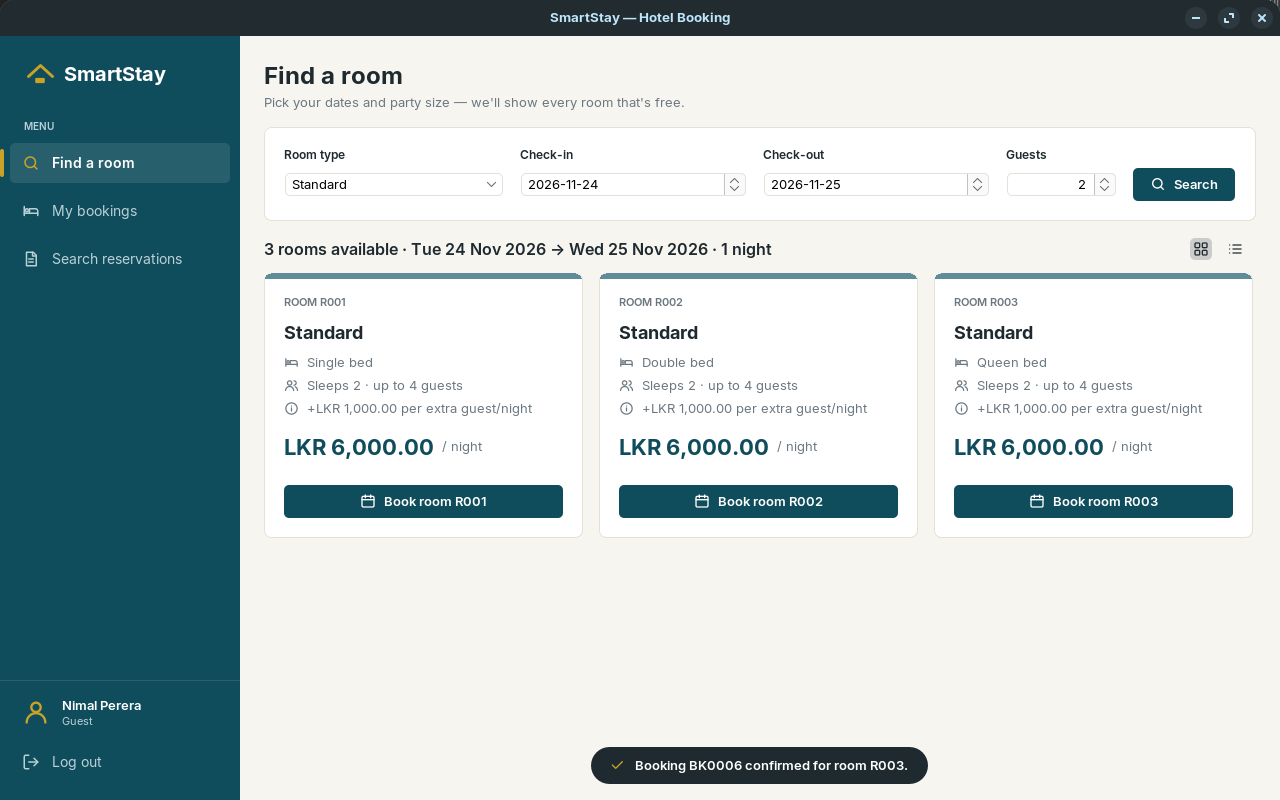 SmartStay — Hotel Booking
SmartStay
MENU
Find a room
My bookings
Search reservations
Nimal Perera
Guest
Log out
Find a room
Pick your dates and party size — we'll show every room that's free.
Room type
Check-in
Check-out
Guests
Standard
2026-11-24
2026-11-25
2
Search
3 rooms available · Tue 24 Nov 2026 → Wed 25 Nov 2026 · 1 night
ROOM R001
Standard
Single bed
Sleeps 2 · up to 4 guests
+LKR 1,000.00 per extra guest/night
LKR 6,000.00 / night
Book room R001
ROOM R002
Standard
Double bed
Sleeps 2 · up to 4 guests
+LKR 1,000.00 per extra guest/night
LKR 6,000.00 / night
Book room R002
ROOM R003
Standard
Queen bed
Sleeps 2 · up to 4 guests
+LKR 1,000.00 per extra guest/night
LKR 6,000.00 / night
Book room R003
Booking BK0006 confirmed for room R003.